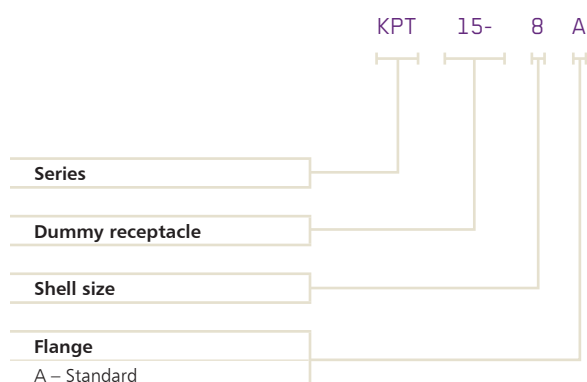 KPT 15- 8 A
Series
Dummy receptacle
Shell size
Flange
A – Standard